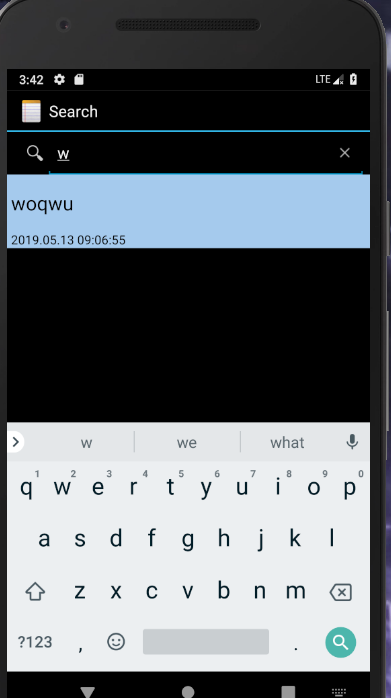 3:42 LTE
Search
w
woqwu
2019.05.13 09:06:55
w we what
1 2 3 4 5 6 7 8 9 0
q w e r t y u i o p
a s d f g h j k l
z x c v b n m
?123 , .